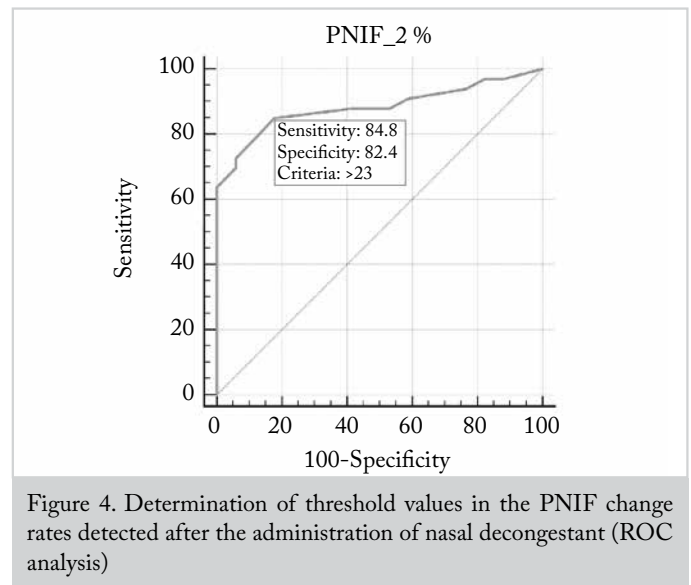 PNIF_2 %
100
80
60
40
20
0
Sensitivity
Sensitivity: 84.8
Specificity: 82.4
Criteria: >23
0 20 40 60 80 100
100-Specificity
Figure 4. Determination of threshold values in the PNIF change
rates detected after the administration of nasal decongestant (ROC
analysis)